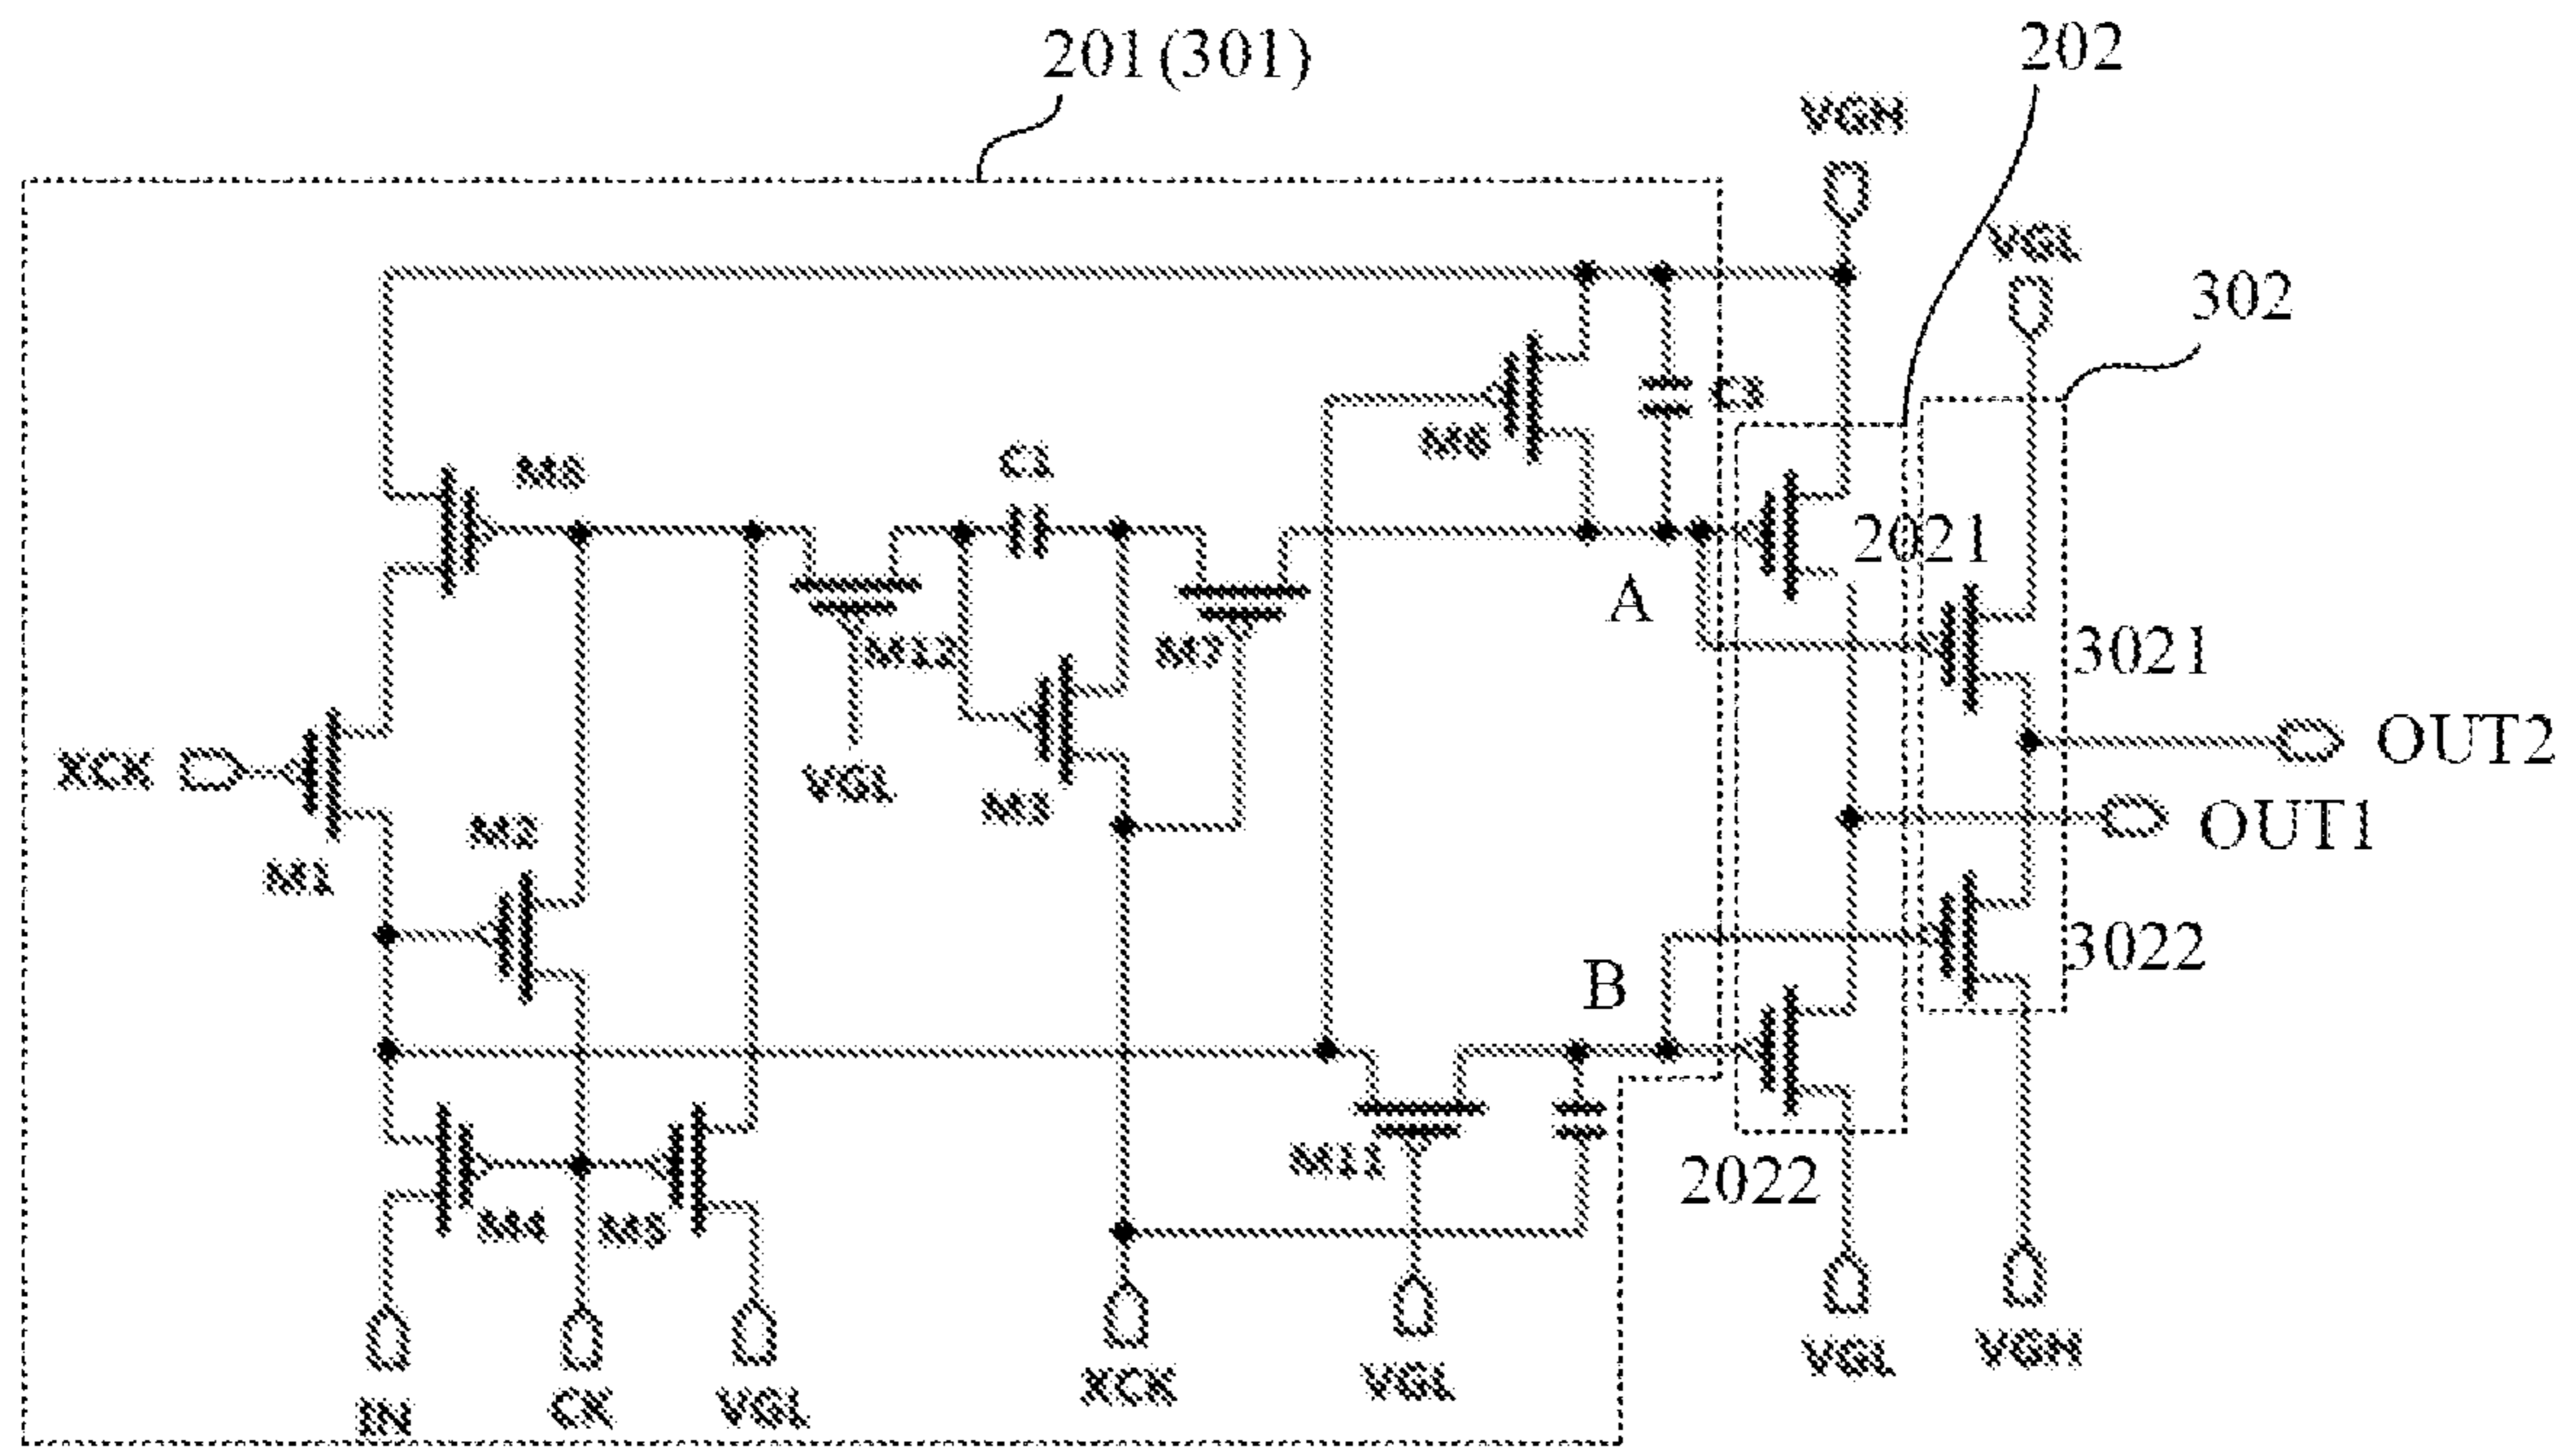 201(301)
202
VGH
VGL
302
C3
M6
C1
M8
2021
A
M12
M7
3021
XCK
VGL
M3
OUT2
OUT1
M2
M1
3022
B
M11
2022
M4
M5
VGL
VGH
XCK
VGL
IN
CK
VGL